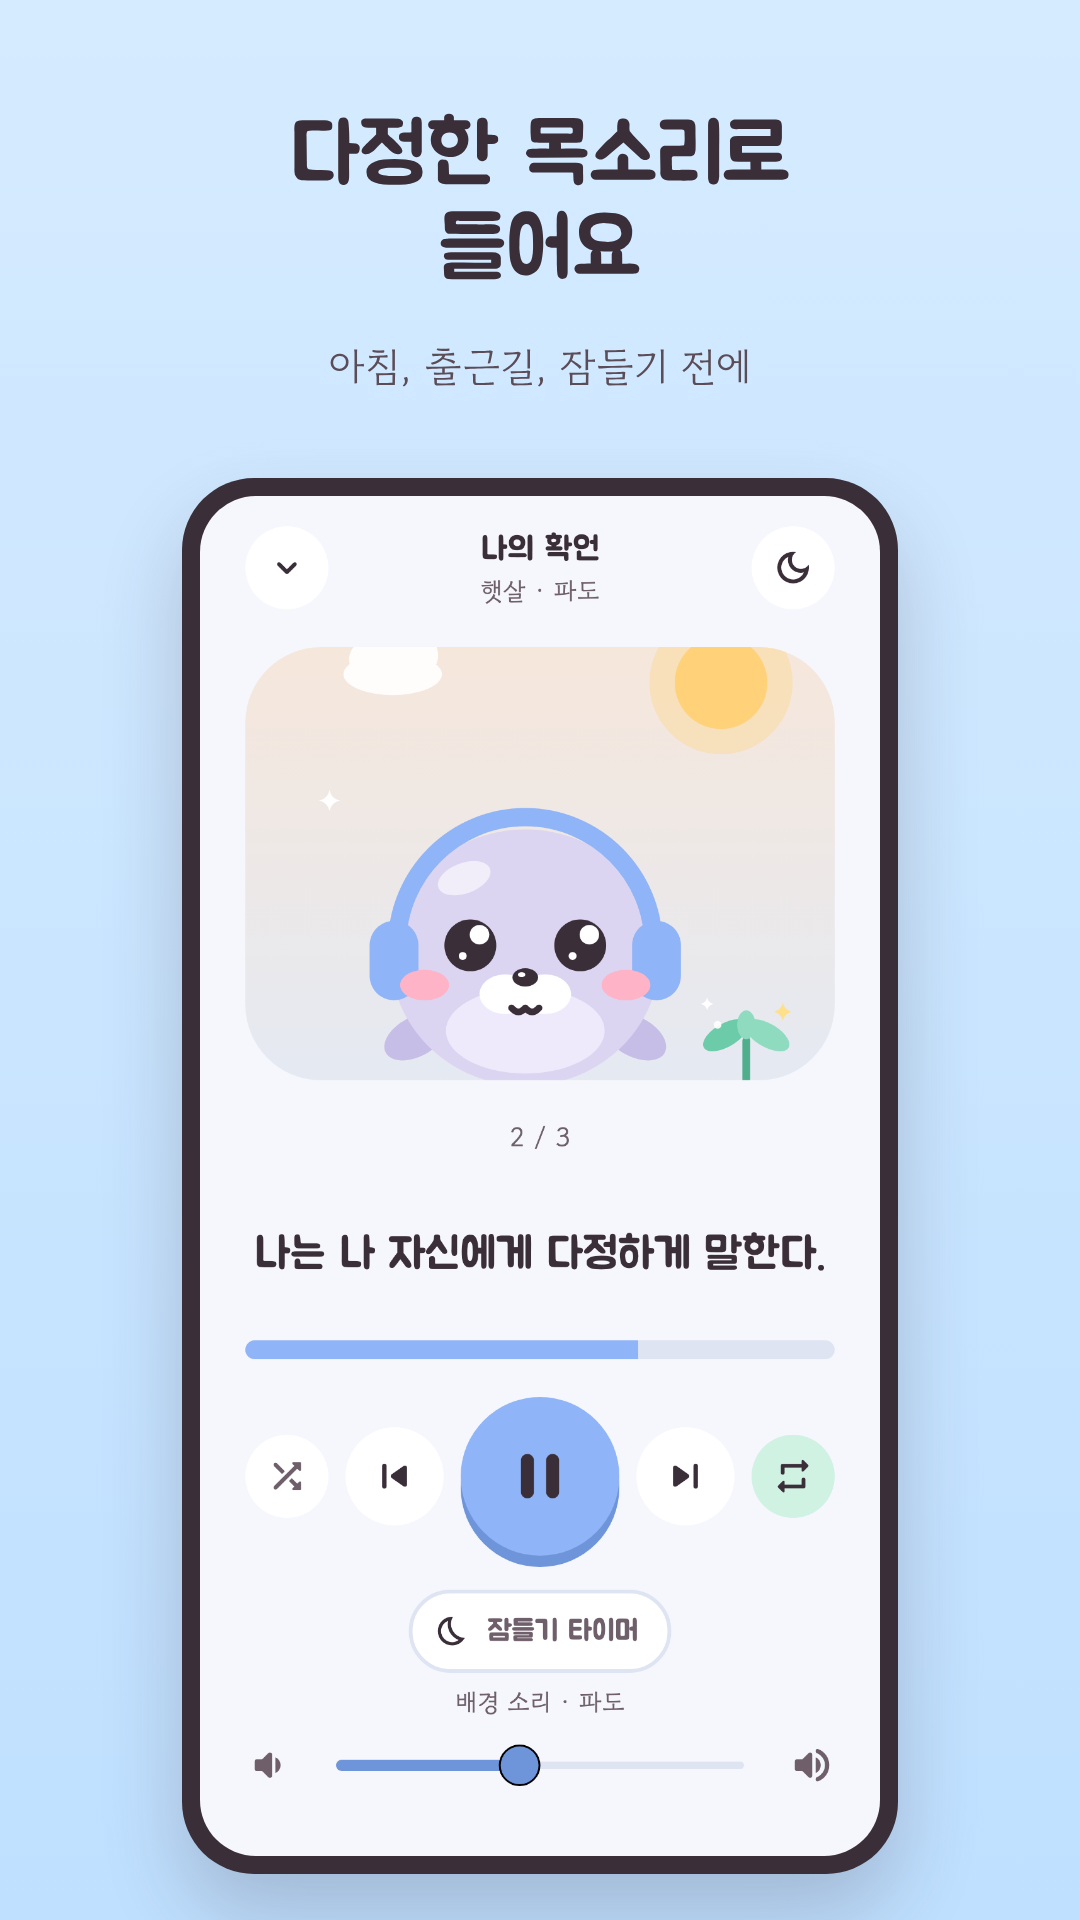 다정한 목소리로
들어요
아침, 출근길, 잠들기 전에
나의 확언
햇살 · 파도
2 / 3
나는 나 자신에게 다정하게 말한다.
잠들기 타이머
배경 소리 · 파도